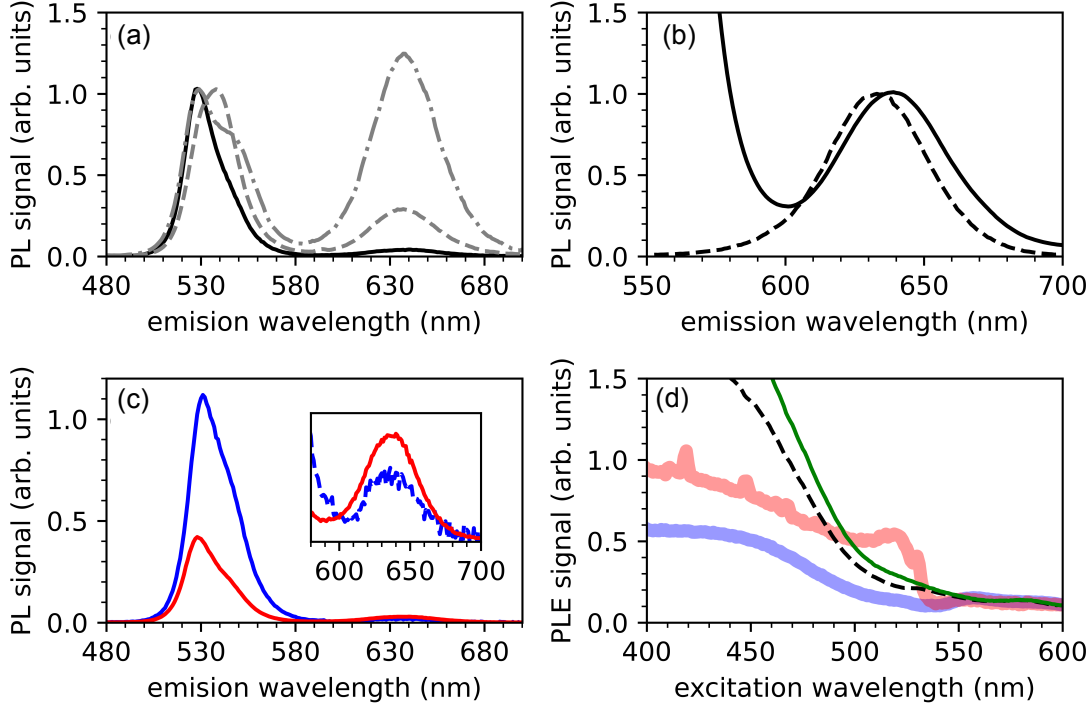 (a)
1.5
1.0
0.5
0.0
PL signal (arb. units)
480 530 580 630 680
emision wavelength (nm)
(b)
1.5
1.0
0.5
0.0
PL signal (arb. units)
550 600 650 700
emission wavelength (nm)
(c)
1.0
0.5
0.0
PL signal (arb. units)
600 650 700
480 530 580 630 680
emision wavelength (nm)
(d)
1.5
1.0
0.5
0.0
PLE signal (arb. units)
400 450 500 550 600
excitation wavelength (nm)